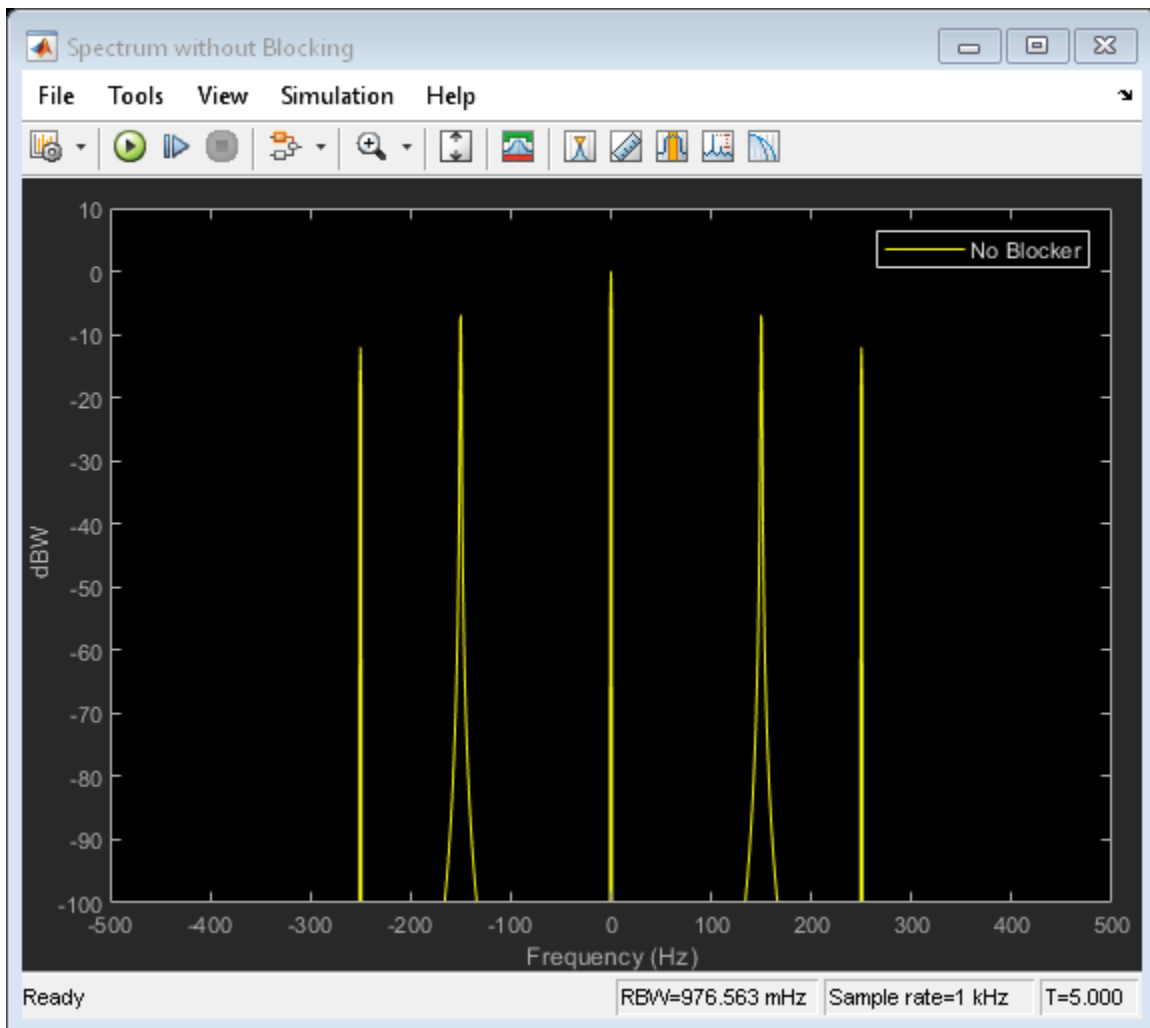 Spectrum without Blocking
File Tools View Simulation Help
No Blocker
10
0
-10
-20
-30
-40
-50
-60
-70
-80
-90
-100
dBW
-500 -400 -300 -200 -100 0 100 200 300 400 500
Frequency (Hz)
Ready RBW=976.563 mHz Sample rate=1 kHz T=5.000